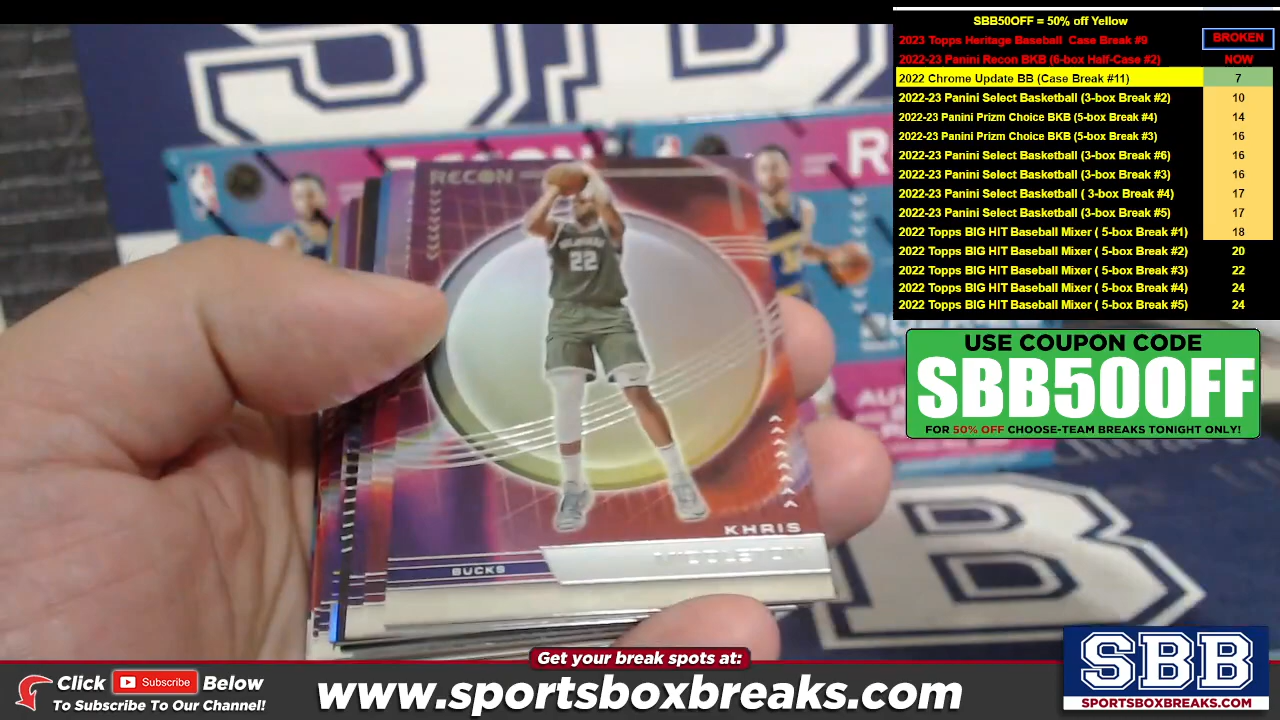 SBB50OFF = 50% off Yellow
2023 Topps Heritage Baseball Case Break #9 BROKEN
2022-23 Panini Recon BKB (6-box Half-Case #2) NOW
2022 Chrome Update BB (Case Break #11) 7
2022-23 Panini Select Basketball (3-box Break #2) 10
2022-23 Panini Prizm Choice BKB (5-box Break #4) 14
2022-23 Panini Prizm Choice BKB (5-box Break #3) 16
2022-23 Panini Select Basketball (3-box Break #6) 16
2022-23 Panini Select Basketball (3-box Break #3) 16
2022-23 Panini Select Basketball ( 3-box Break #4) 17
2022-23 Panini Select Basketball (3-box Break #5) 17
2022 Topps BIG HIT Baseball Mixer ( 5-box Break #1) 18
2022 Topps BIG HIT Baseball Mixer ( 5-box Break #2) 20
2022 Topps BIG HIT Baseball Mixer ( 5-box Break #3) 22
2022 Topps BIG HIT Baseball Mixer ( 5-box Break #4) 24
2022 Topps BIG HIT Baseball Mixer ( 5-box Break #5) 24
USE COUPON CODE
SBB50OFF
FOR 50% OFF CHOOSE-TEAM BREAKS TONIGHT ONLY!
RECON
22
KHRIS
MIDDLETON
BUCKS
Get your break spots at:
Click Subscribe Below
To Subscribe To Our Channel!
www.sportsboxbreaks.com
SBB
SPORTSBOXBREAKS.COM